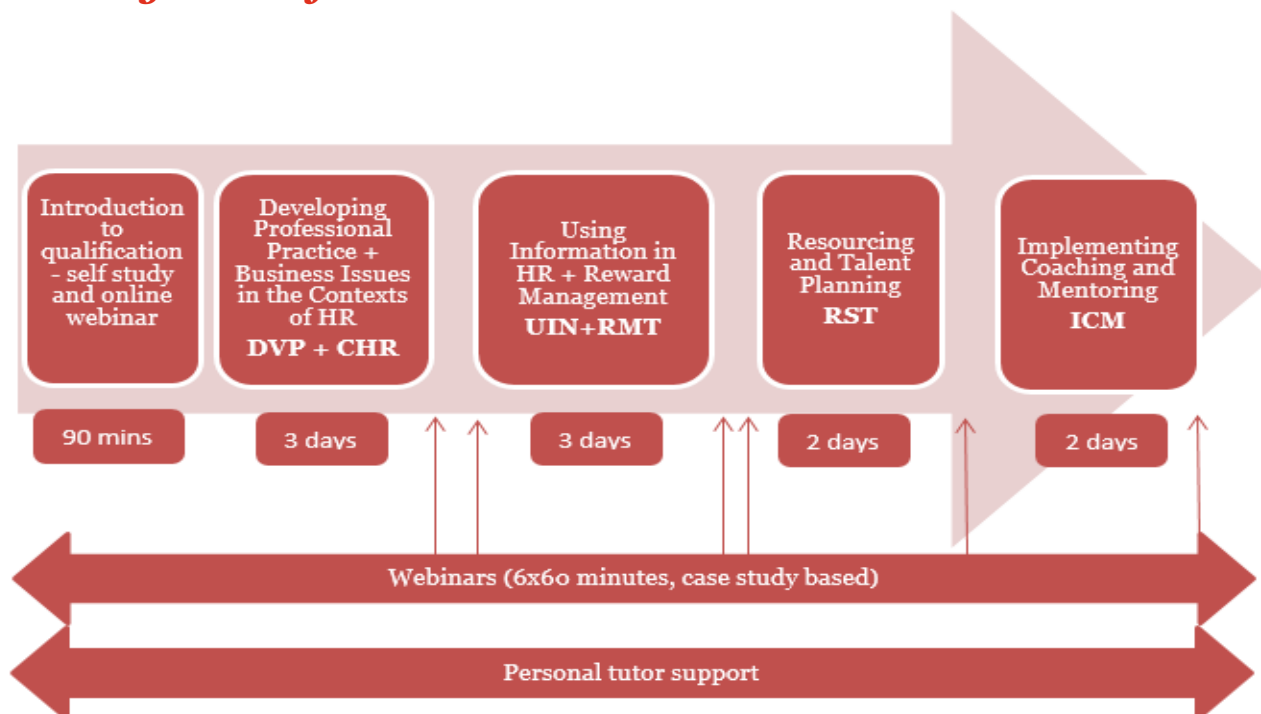 Introduction
to
qualification
- self study
and online
webinar
Developing
Professional
Practice +
Business Issues
in the Contexts
of HR
DVP + CHR
Using
Information in
HR + Reward
Management
UIN+RMT
Resourcing
and Talent
Planning
RST
Implementing
Coaching and
Mentoring
ICM
90 mins
3 days
3 days
2 days
2 days
Webinars (6x60 minutes, case study based)
Personal tutor support